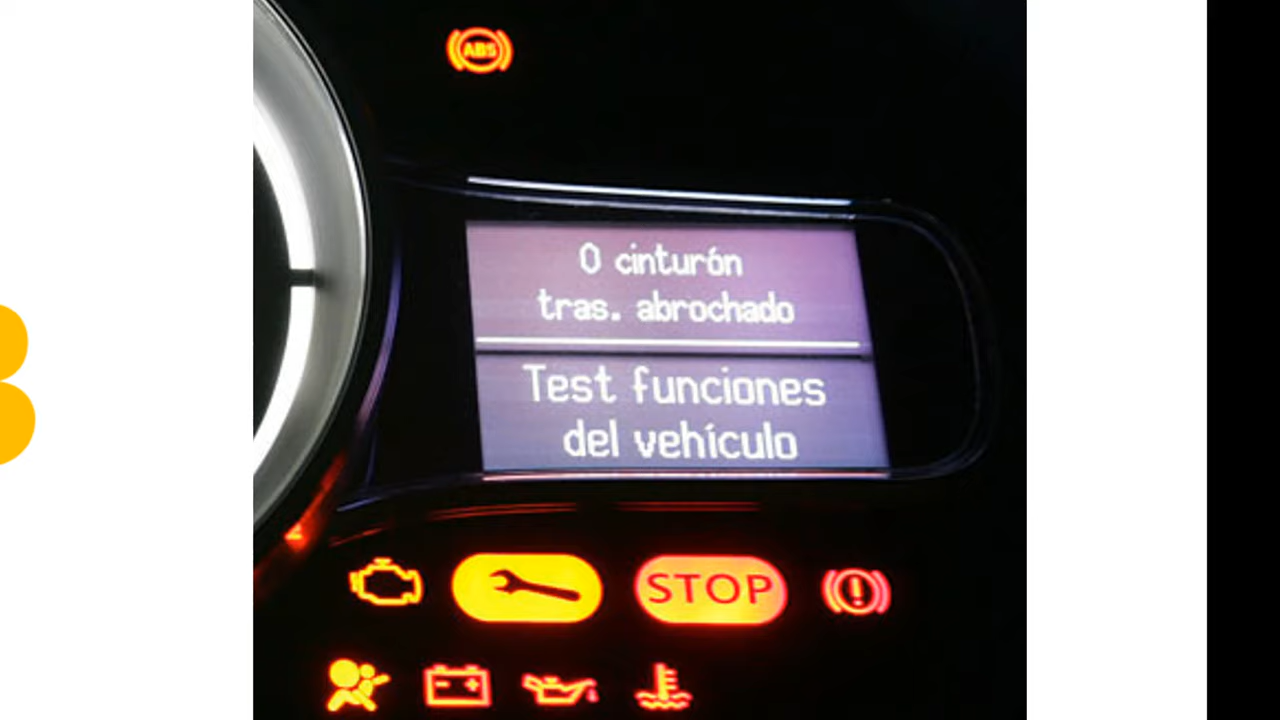 ABS
0 cinturón
tras. abrochado
Test funciones
del vehículo
STOP